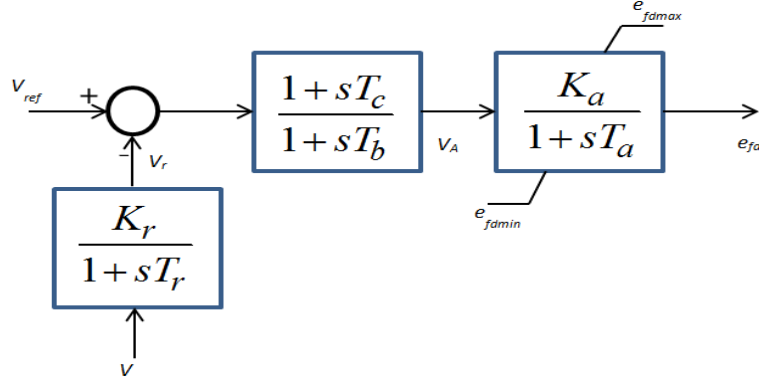 e_fdmax
V_ref
+
1 + sT_c
1 + sT_b
K_a
1 + sT_a
V_A
e_fd
−
V_r
e_fdmin
K_r
1 + sT_r
V